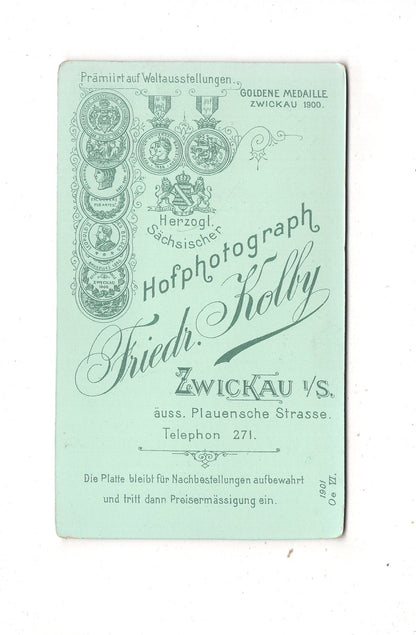 Prämiirt auf Weltausstellungen.
GOLDENE MEDAILLE
ZWICKAU 1900.
Herzogl.
Sächsischer
Hofphotograph
Friedr. Kolby
ZWICKAU i/S.
äuss. Plauensche Strasse.
Telephon 271.
Die Platte bleibt für Nachbestellungen aufbewahrt
und tritt dann Preisermässigung ein.
1901
Oe VI.